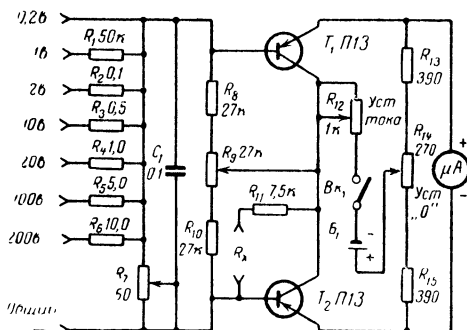 0,2в
1в
2в
10в
20в
100в
200в
Общий
R1 50к
R2 0,1
R3 0,5
R4 1,0
R5 5,0
R6 10,0
R7
50
C1
01
R8
27к
R9 27к
R10
27к
R11 7,5к
Rх
T1 П13
T2 П13
R12
1к
Уст
тока
Вк1
Б1
- +
R13
390
R14
270
Уст
„0"
R15
390
+
μA
-